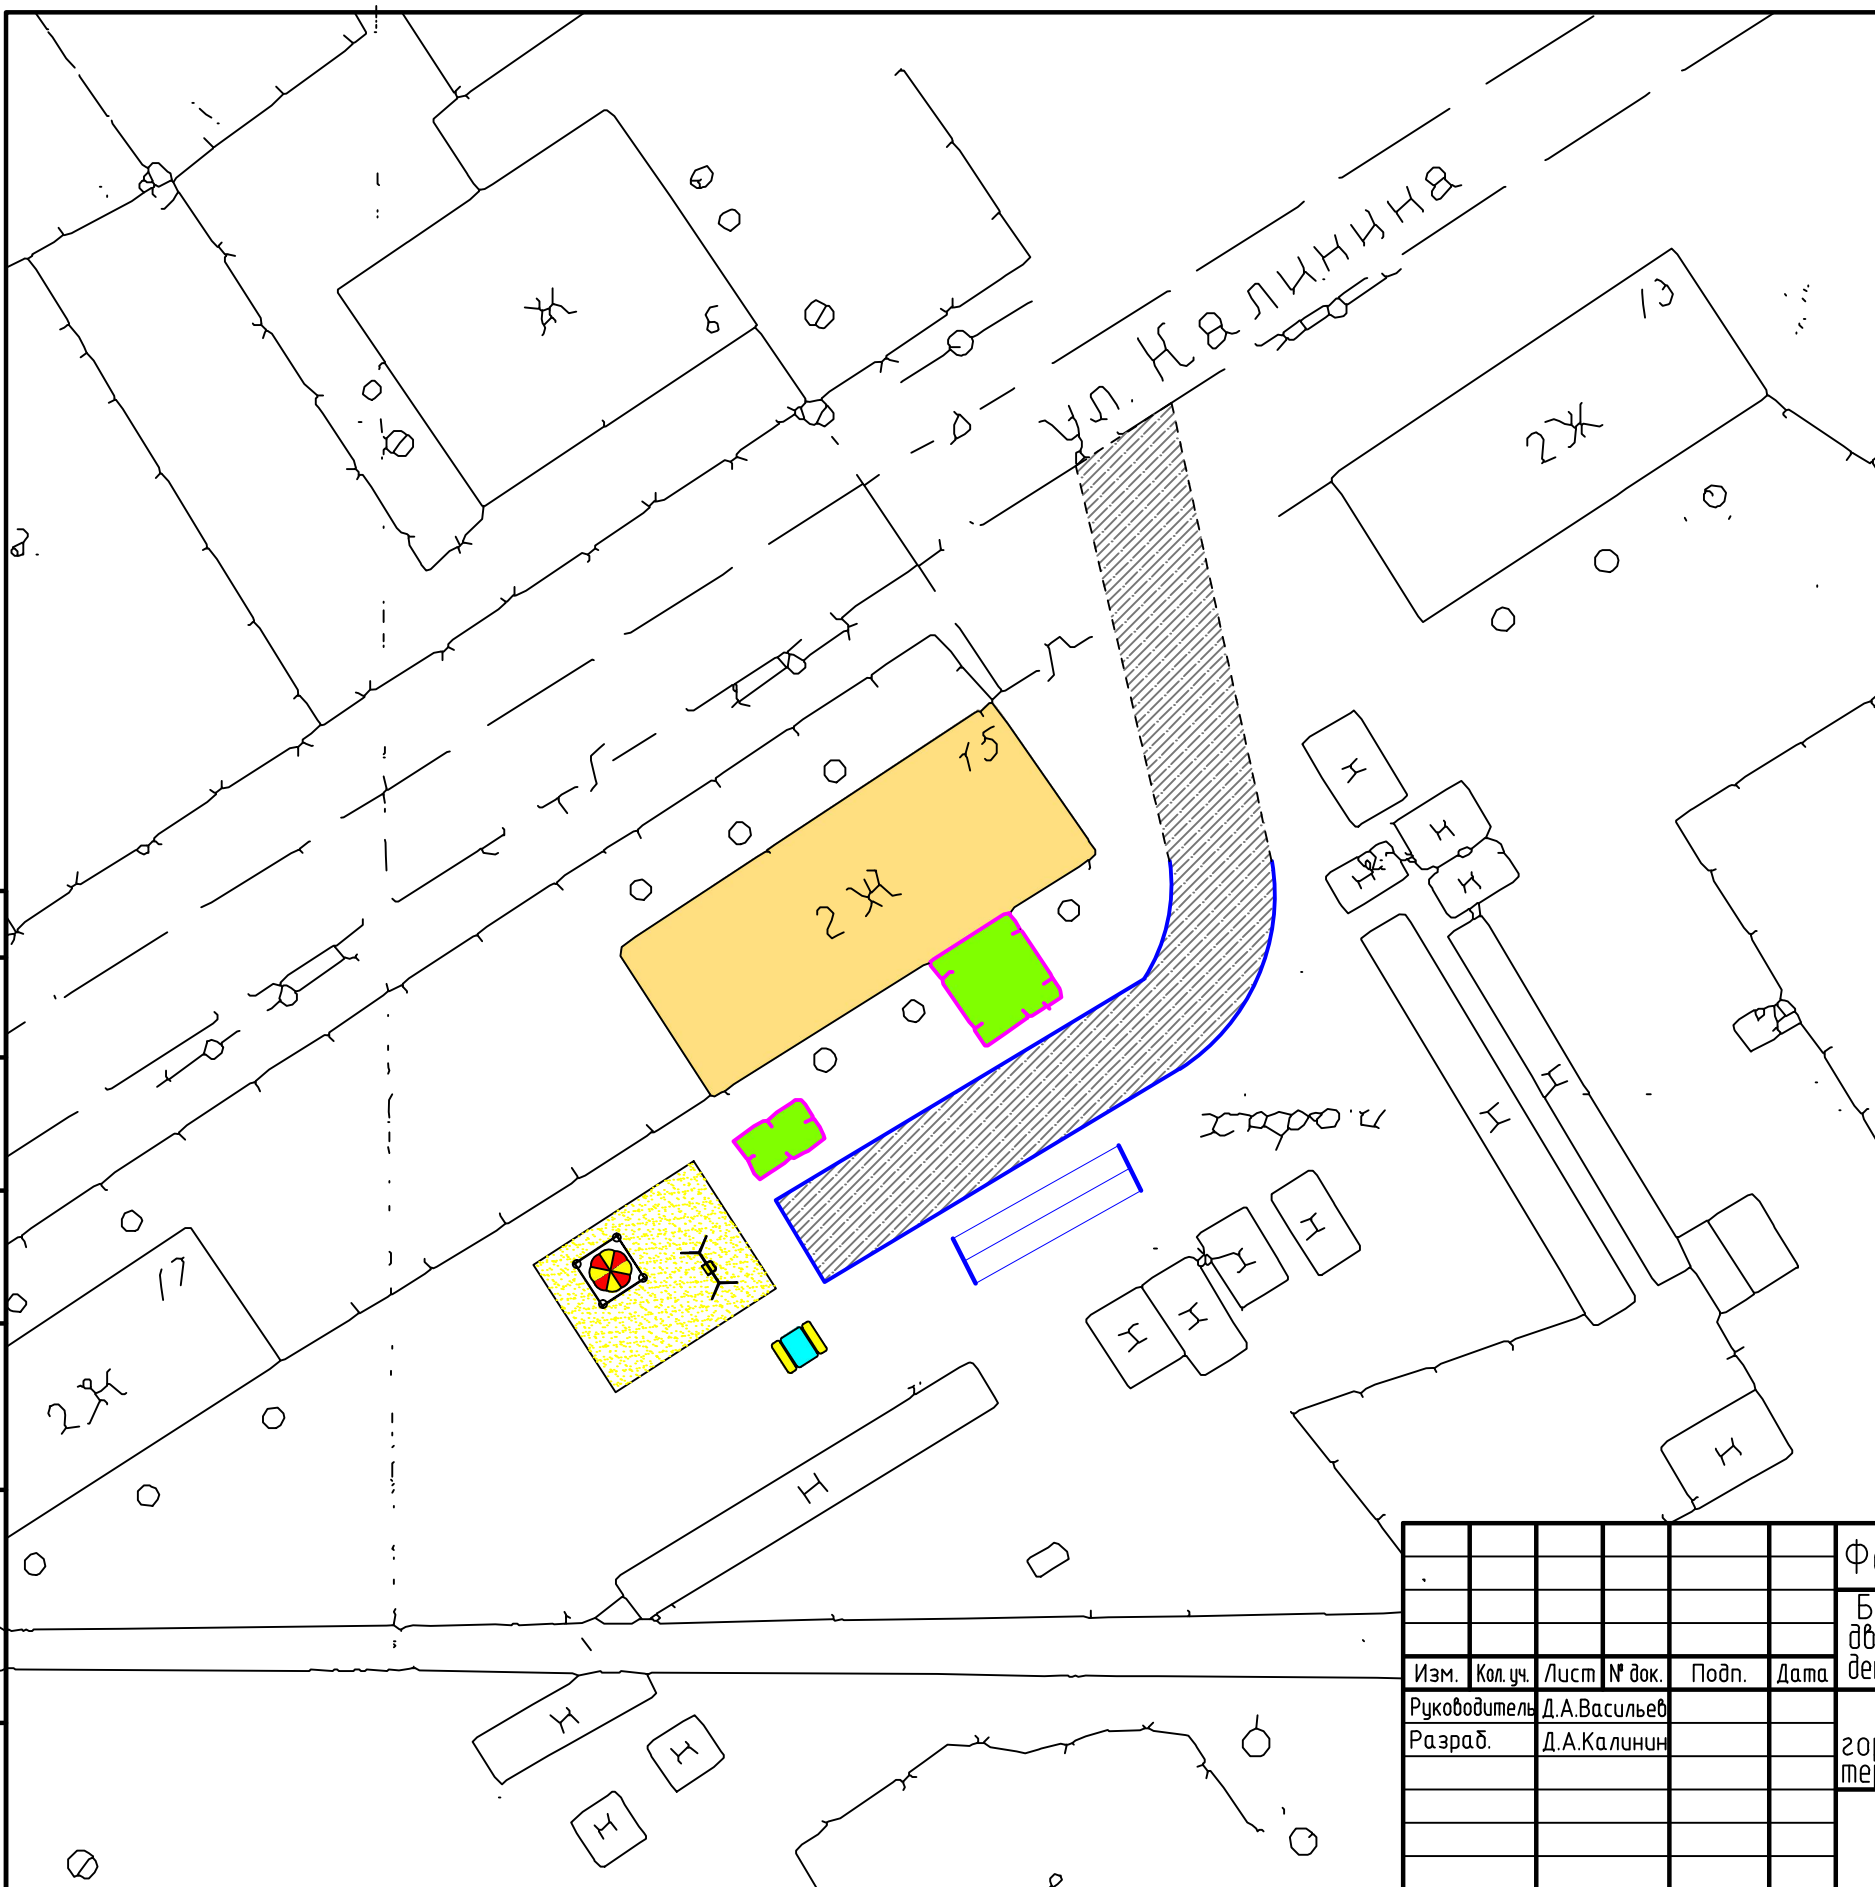 ул. Калинина
Ж
13
2Ж
15
2Ж
Н
Н
Н
Н
Н
Н
Н
Н
Н
Н
17
2Ж
Н
Н
Н
Н
Н
Изм. Кол. уч. Лист № док. Подп. Дата
Руководитель Д.А.Васильев
Разраб. Д.А.Калинин